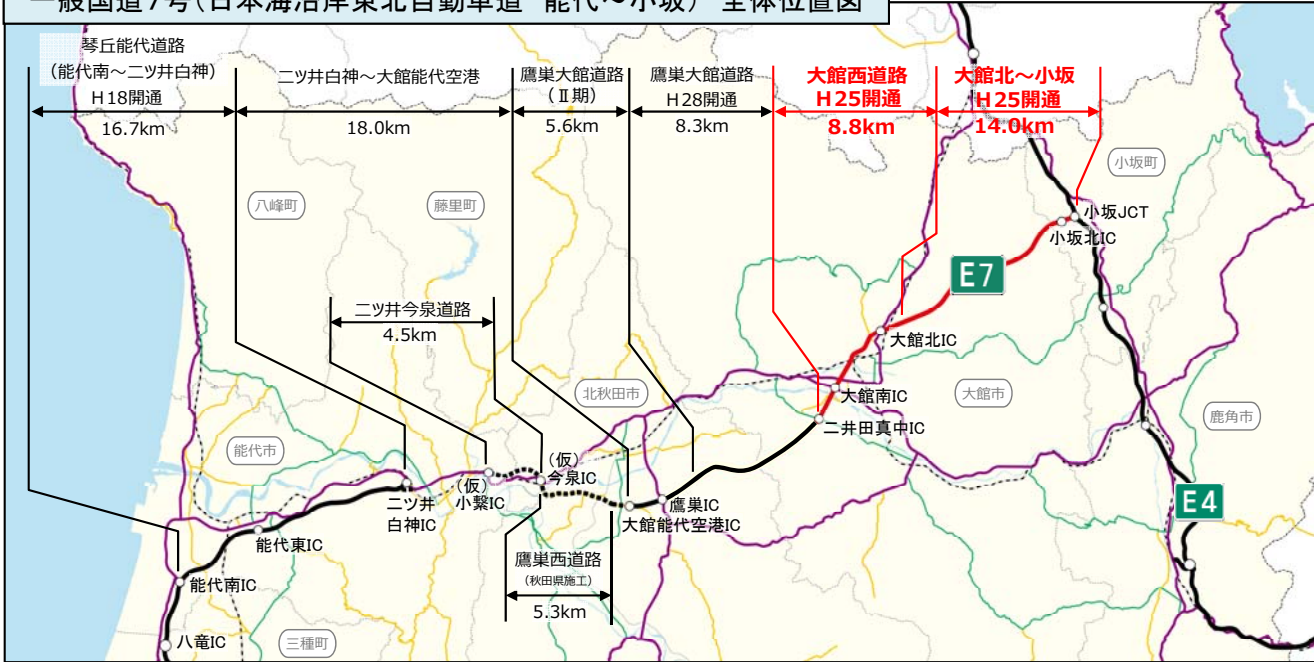 一般国道7号(日本海沿岸東北自動車道 能代~小坂) 全体位置図
琴丘能代道路
(能代南~二ツ井白神)
H18開通
16.7km
二ツ井白神~大館能代空港
18.0km
鷹巣大館道路
(Ⅱ期)
5.6km
鷹巣大館道路
H28開通
8.3km
大館西道路
H25開通
8.8km
大館北~小坂
H25開通
14.0km
八峰町
藤里町
小坂町
小坂JCT
小坂北IC
E7
二ツ井今泉道路
4.5km
大館北IC
北秋田市
大館南IC
大館市
二井田真中IC
鹿角市
能代市
(仮)
今泉IC
(仮)
小繋IC
二ツ井
白神IC
鷹巣IC
大館能代空港IC
E4
能代東IC
鷹巣西道路
(秋田県施工)
5.3km
能代南IC
八竜IC
三種町